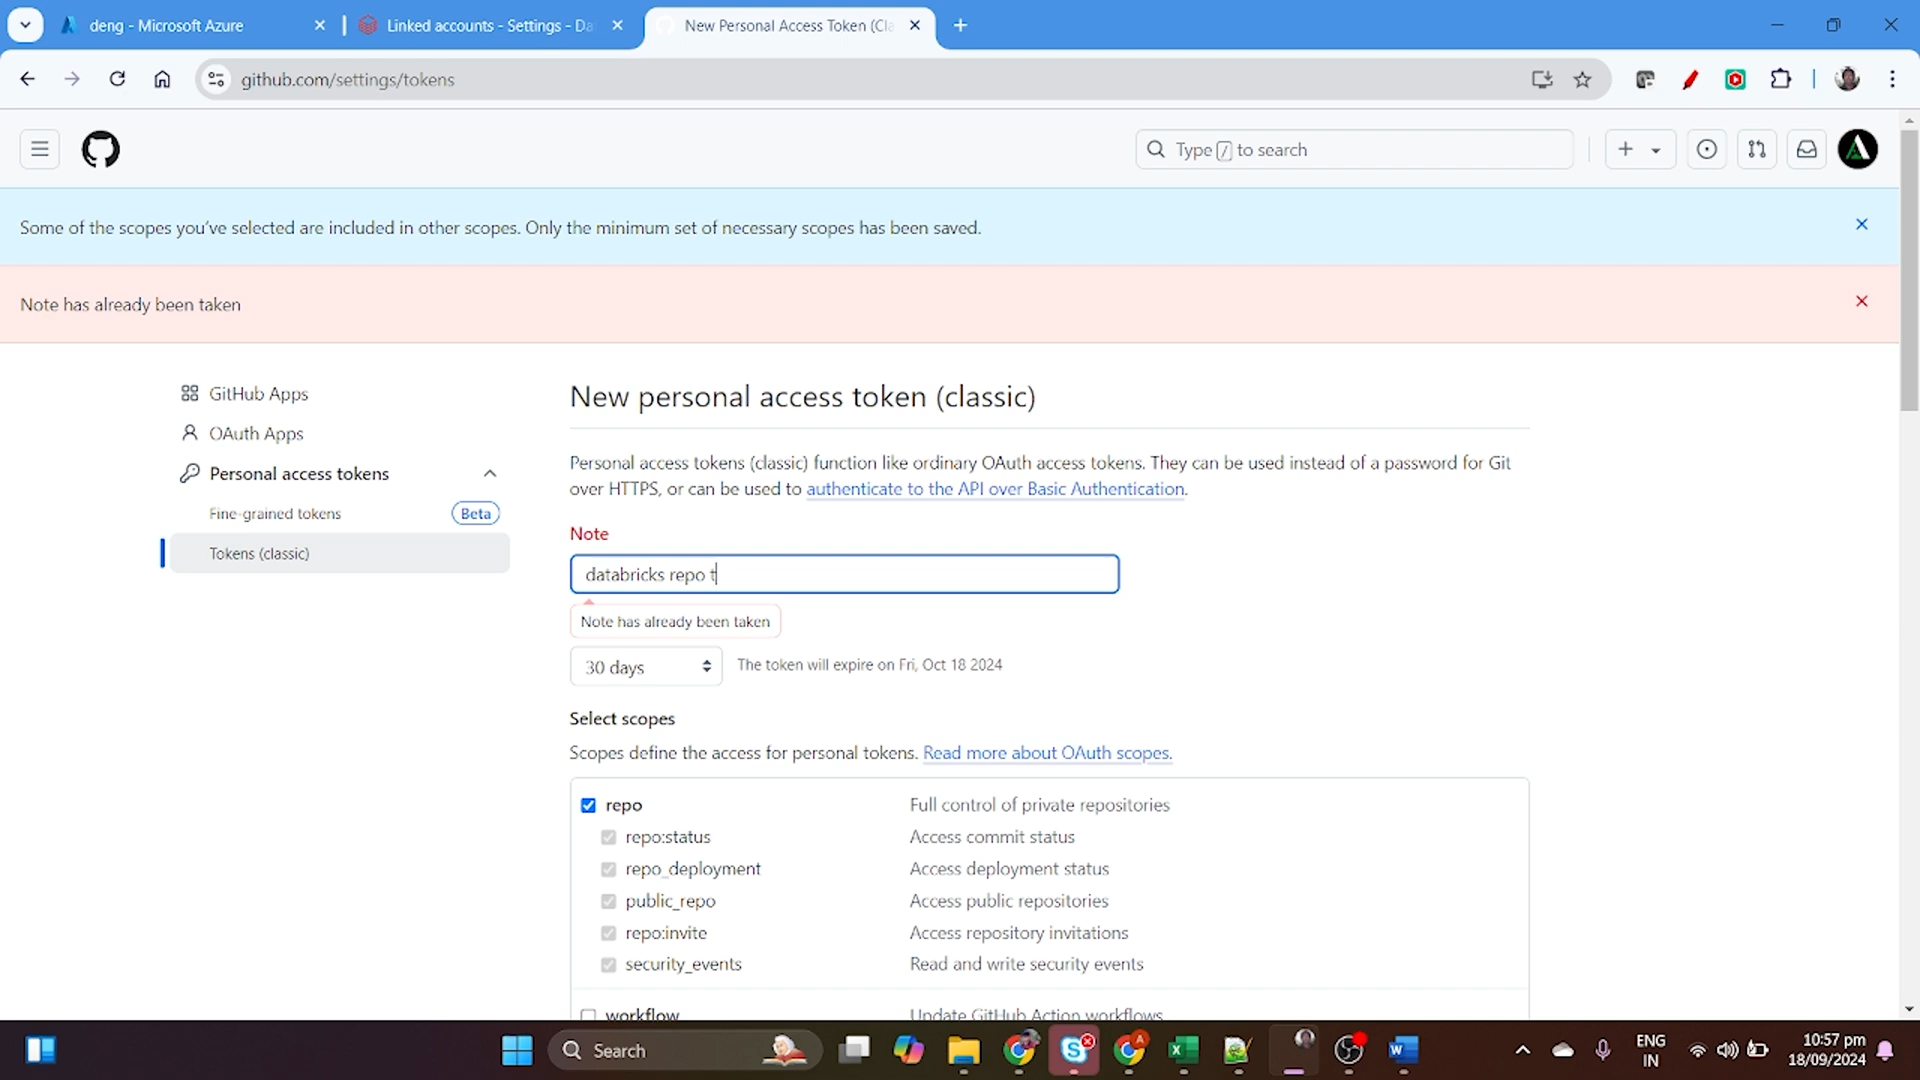 deng - Microsoft Azure
Linked accounts - Settings - Da
New Personal Access Token (Cla
github.com/settings/tokens
Type / to search
Some of the scopes you've selected are included in other scopes. Only the minimum set of necessary scopes has been saved.
Note has already been taken
GitHub Apps
OAuth Apps
Personal access tokens
Fine-grained tokens
Beta
Tokens (classic)
New personal access token (classic)
Personal access tokens (classic) function like ordinary OAuth access tokens. They can be used instead of a password for Git
over HTTPS, or can be used to authenticate to the API over Basic Authentication.
Note
databricks repo t
Note has already been taken
30 days
The token will expire on Fri, Oct 18 2024
Select scopes
Scopes define the access for personal tokens. Read more about OAuth scopes.
repo Full control of private repositories
repo:status Access commit status
repo_deployment Access deployment status
public_repo Access public repositories
repo:invite Access repository invitations
security_events Read and write security events
workflow Update GitHub Action workflows
Search
ENG
IN
10:57 pm
18/09/2024